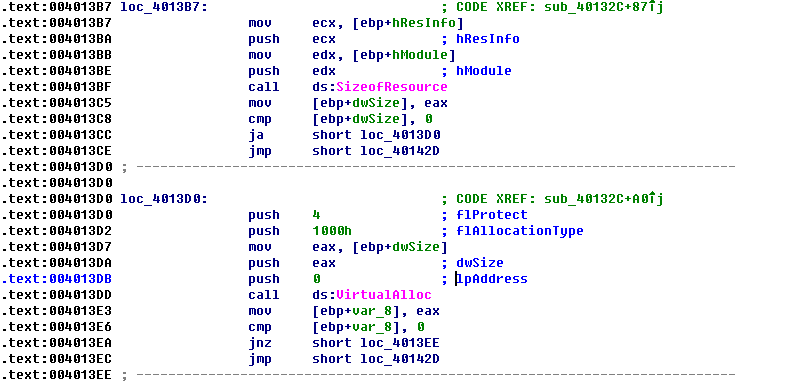 .text:004013B7 loc_4013B7: ; CODE XREF: sub_40132C+87↑j
.text:004013B7 mov ecx, [ebp+hResInfo]
.text:004013BA push ecx ; hResInfo
.text:004013BB mov edx, [ebp+hModule]
.text:004013BE push edx ; hModule
.text:004013BF call ds:SizeofResource
.text:004013C5 mov [ebp+dwSize], eax
.text:004013C8 cmp [ebp+dwSize], 0
.text:004013CC ja short loc_4013D0
.text:004013CE jmp short loc_40142D
.text:004013D0 ; ---------------------------------------------------------------------------
.text:004013D0
.text:004013D0 loc_4013D0: ; CODE XREF: sub_40132C+A0↑j
.text:004013D0 push 4 ; flProtect
.text:004013D2 push 1000h ; flAllocationType
.text:004013D7 mov eax, [ebp+dwSize]
.text:004013DA push eax ; dwSize
.text:004013DB push 0 ; lpAddress
.text:004013DD call ds:VirtualAlloc
.text:004013E3 mov [ebp+var_8], eax
.text:004013E6 cmp [ebp+var_8], 0
.text:004013EA jnz short loc_4013EE
.text:004013EC jmp short loc_40142D
.text:004013EE ; ---------------------------------------------------------------------------